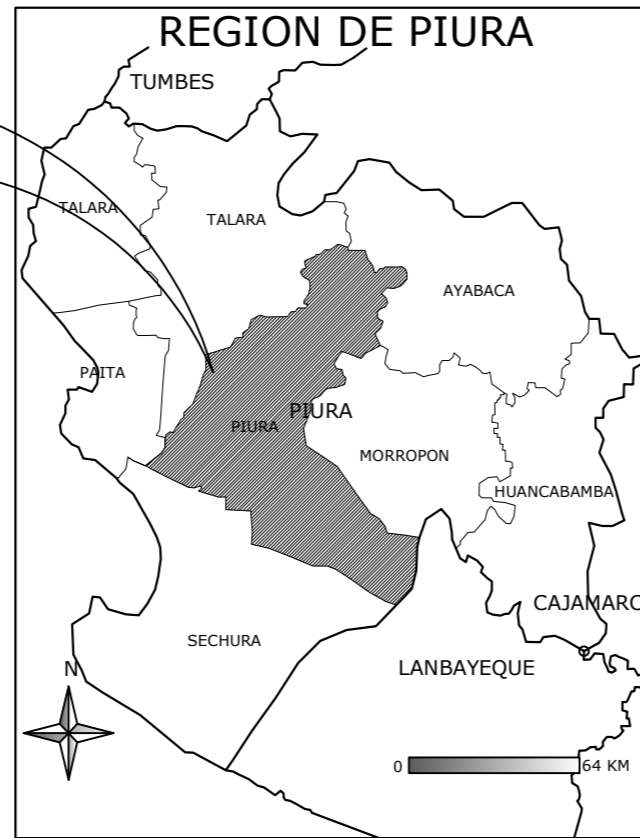 REGION DE PIURA
TUMBES
TALARA
TALARA
AYABACA
PAITA
PIURA
PIURA
MORROPON
HUANCABAMBA
CAJAMARC
SECHURA
LANBAYEQUE
N
0
64 KM